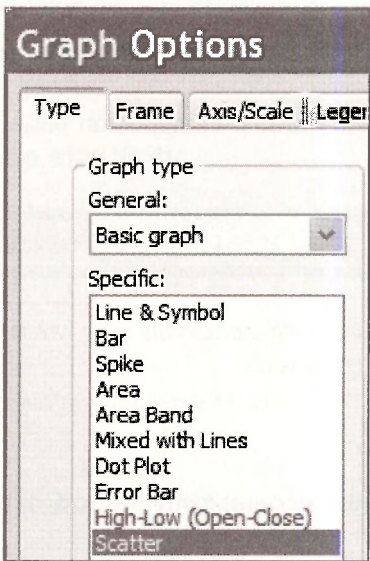 Graph Options
Type Frame Axis/Scale
Graph type
General:
Basic graph
Specific:
Line & Symbol
Bar
Spike
Area
Area Band
Mixed with Lines
Dot Plot
Error Bar
High-Low (Open-Close)
Scatter